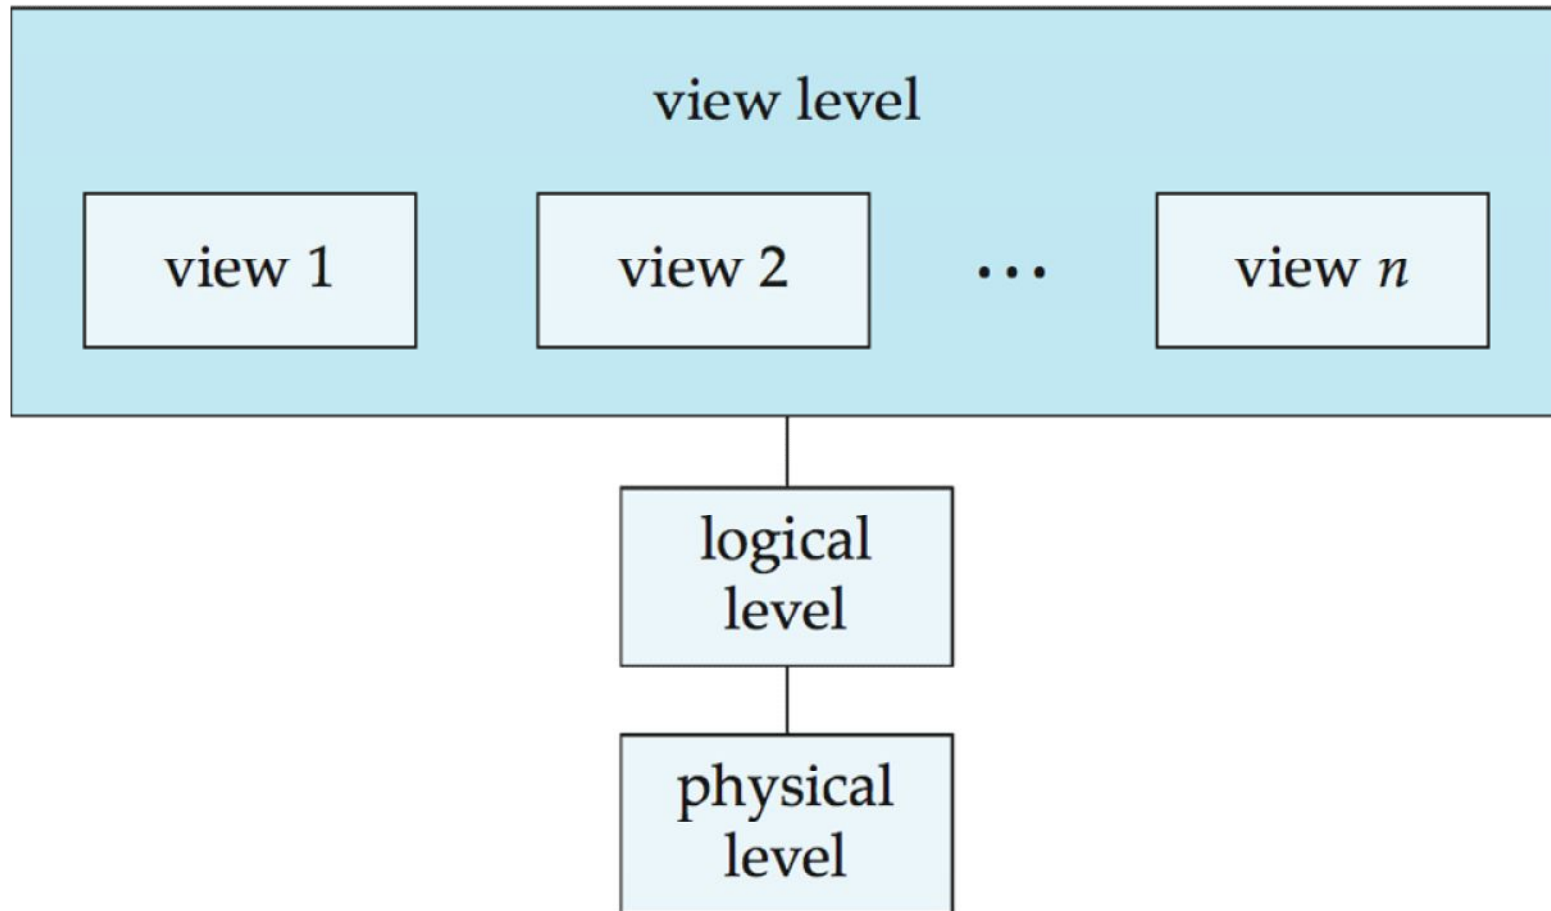 view level
view 1
view 2
...
view n
logical
level
physical
level